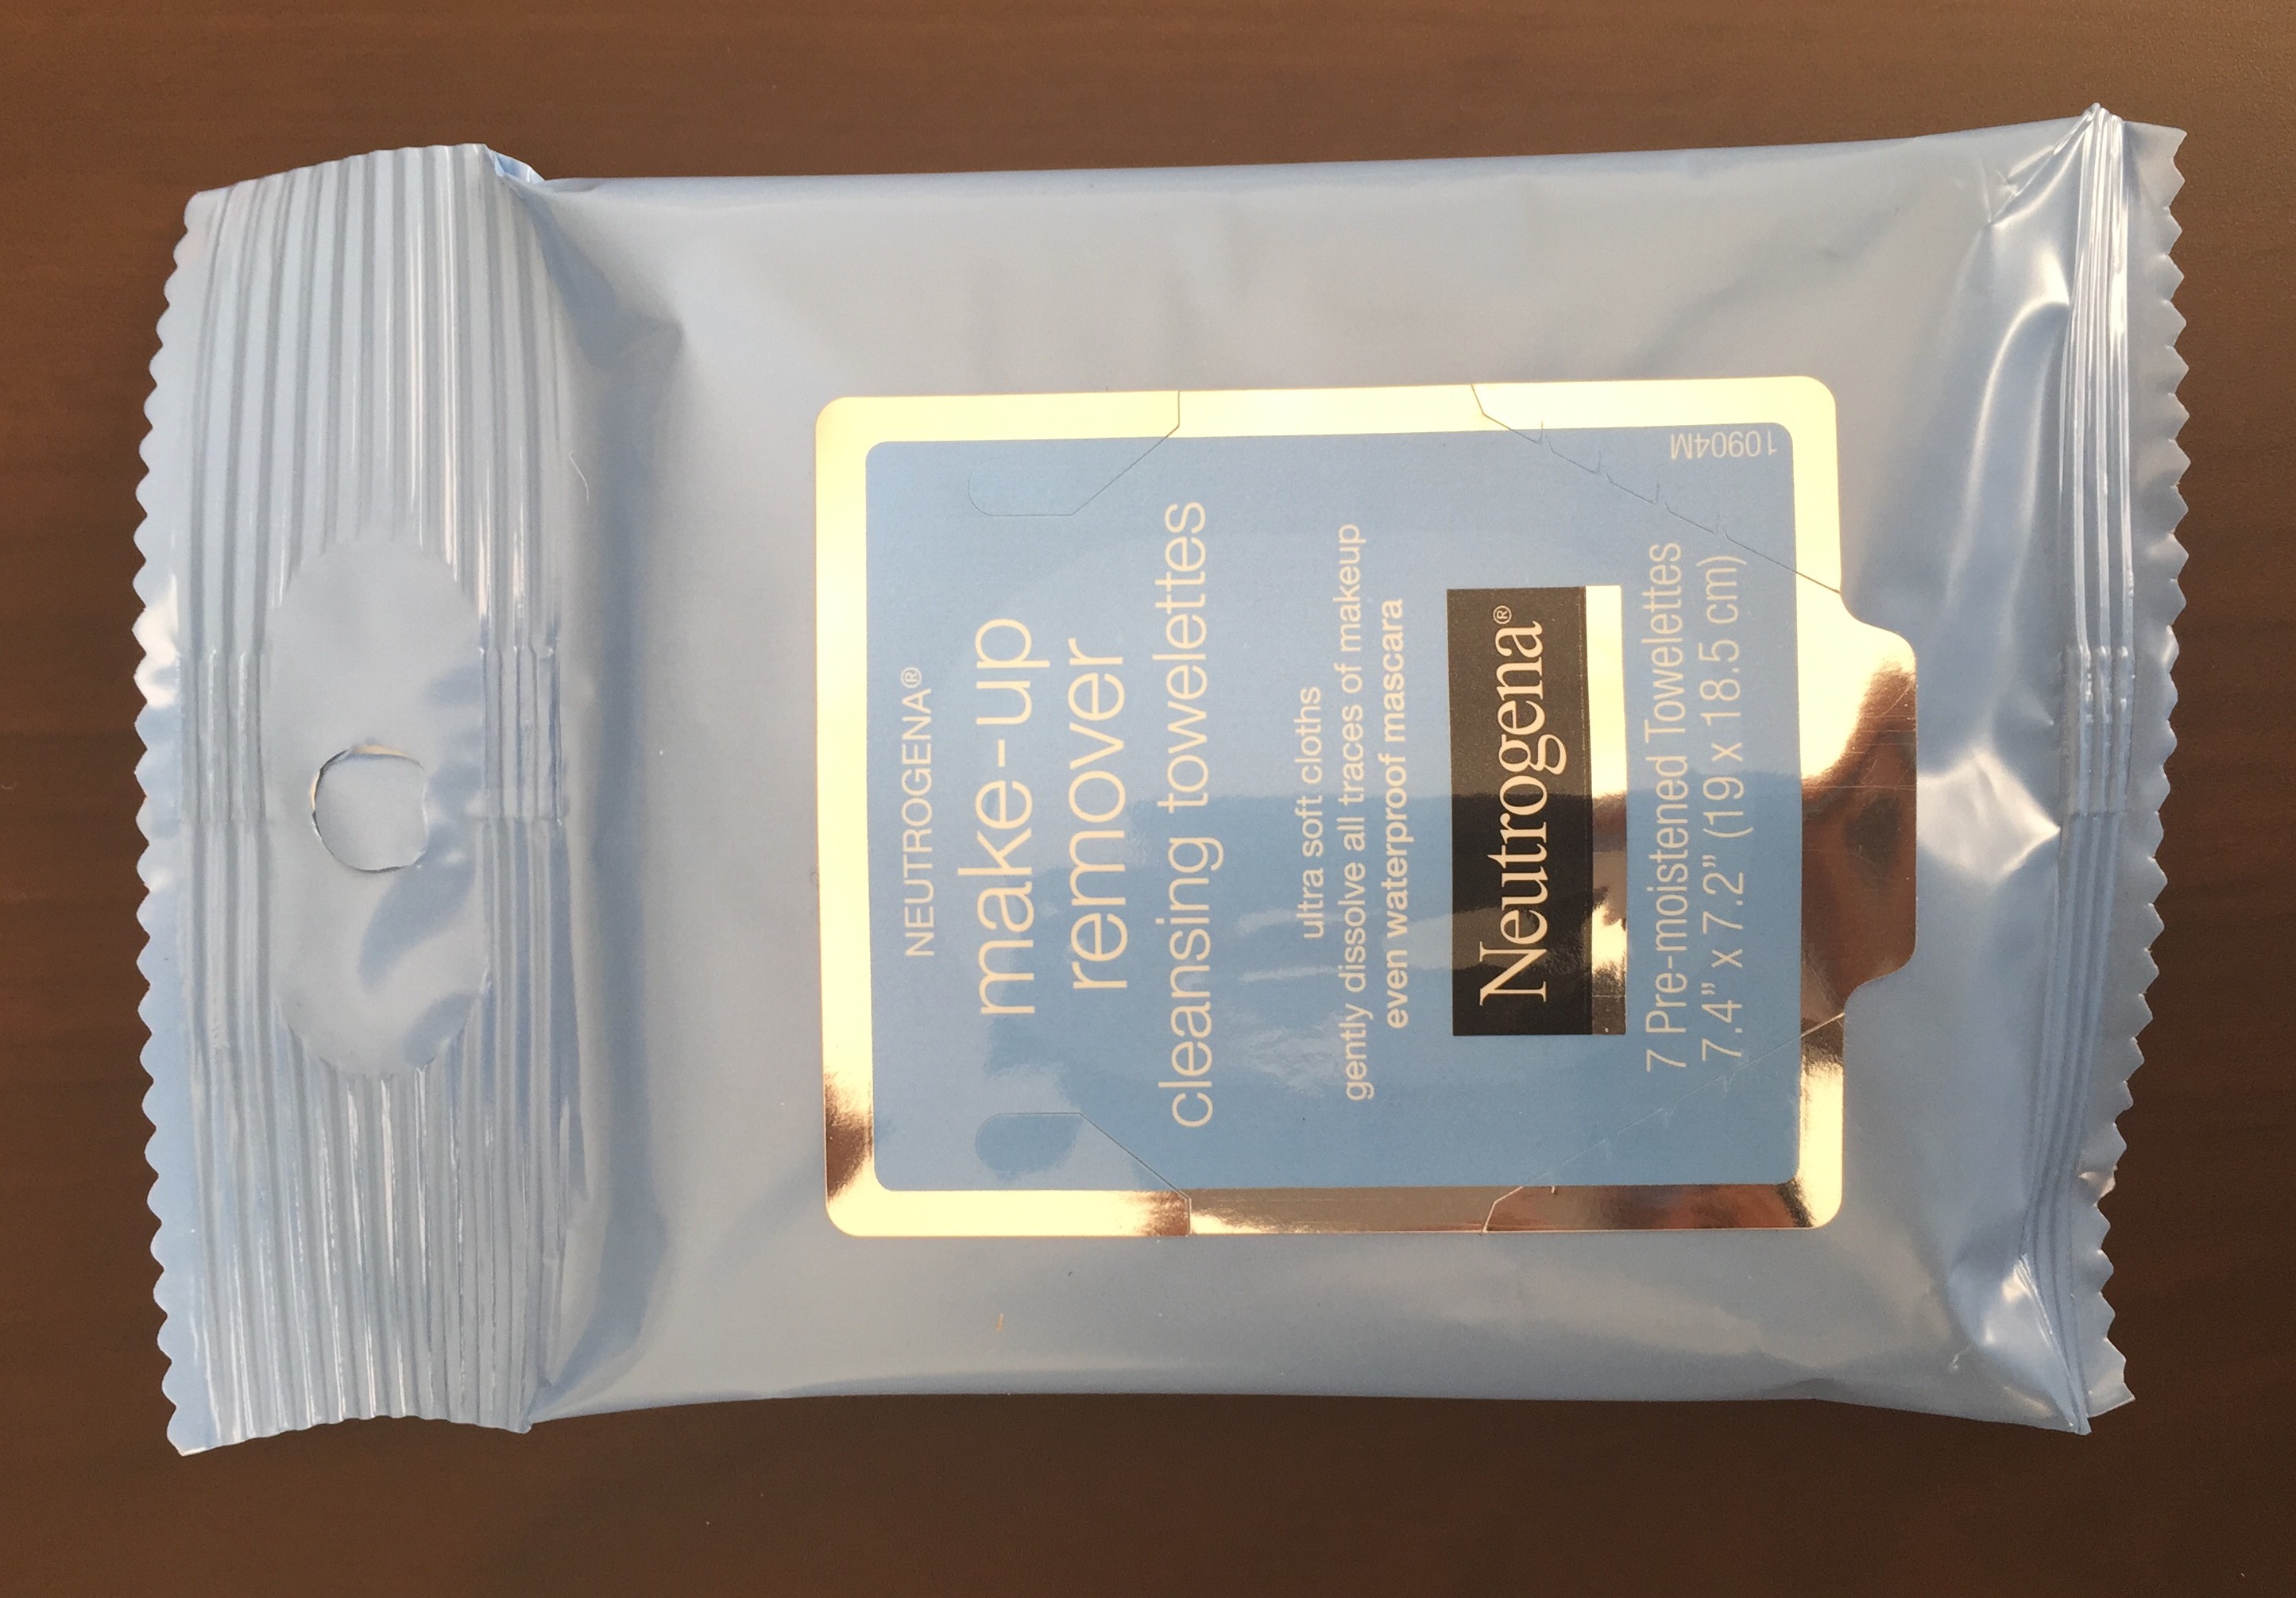 NEUTROGENA®
make-up
remover
cleansing towelettes
ultra soft cloths
gently dissolve all traces of makeup
even waterproof mascara
Neutrogena®
7 Pre-moistened Towelettes
7.4” x 7.2” (19 x 18.5 cm)
10904M